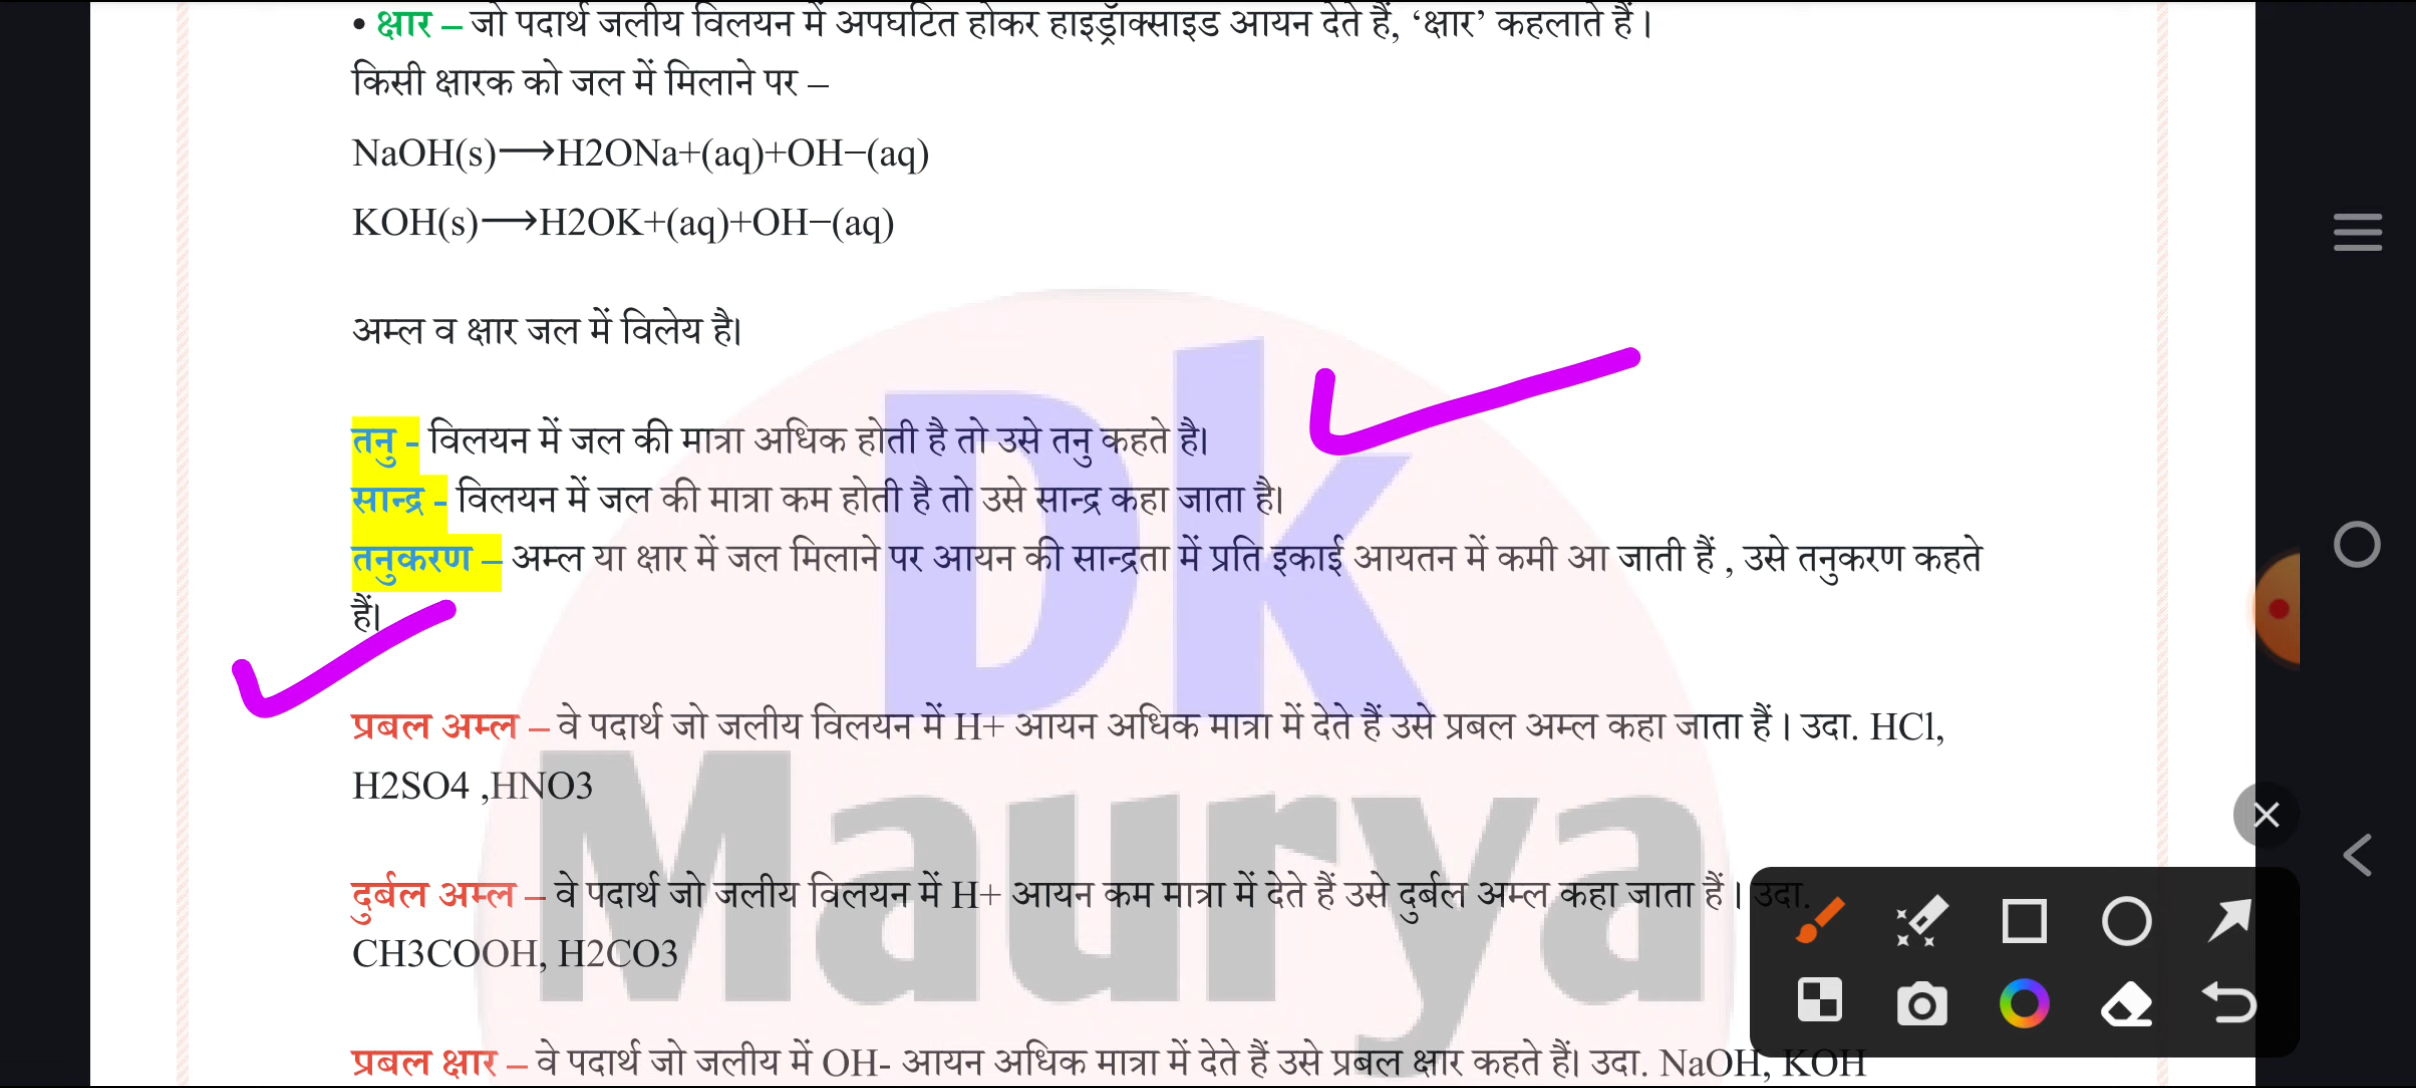 • क्षार – जो पदार्थ जलीय विलयन में अपघटित होकर हाइड्रॉक्साइड आयन देते हैं, ‘क्षार’ कहलाते हैं ।
किसी क्षारक को जल में मिलाने पर –
NaOH(s)⟶H2ONa+(aq)+OH−(aq)
KOH(s)⟶H2OK+(aq)+OH−(aq)
अम्ल व क्षार जल में विलेय है।
तनु - विलयन में जल की मात्रा अधिक होती है तो उसे तनु कहते है।
सान्द्र - विलयन में जल की मात्रा कम होती है तो उसे सान्द्र कहा जाता है।
तनुकरण – अम्ल या क्षार में जल मिलाने पर आयन की सान्द्रता में प्रति इकाई आयतन में कमी आ जाती हैं , उसे तनुकरण कहते
हैं।
प्रबल अम्ल – वे पदार्थ जो जलीय विलयन में H+ आयन अधिक मात्रा में देते हैं उसे प्रबल अम्ल कहा जाता हैं । उदा. HCl,
H2SO4 ,HNO3
दुर्बल अम्ल – वे पदार्थ जो जलीय विलयन में H+ आयन कम मात्रा में देते हैं उसे दुर्बल अम्ल कहा जाता हैं । उदा.
CH3COOH, H2CO3
प्रबल क्षार – वे पदार्थ जो जलीय में OH- आयन अधिक मात्रा में देते हैं उसे प्रबल क्षार कहते हैं। उदा. NaOH, KOH
Dk
Maurya